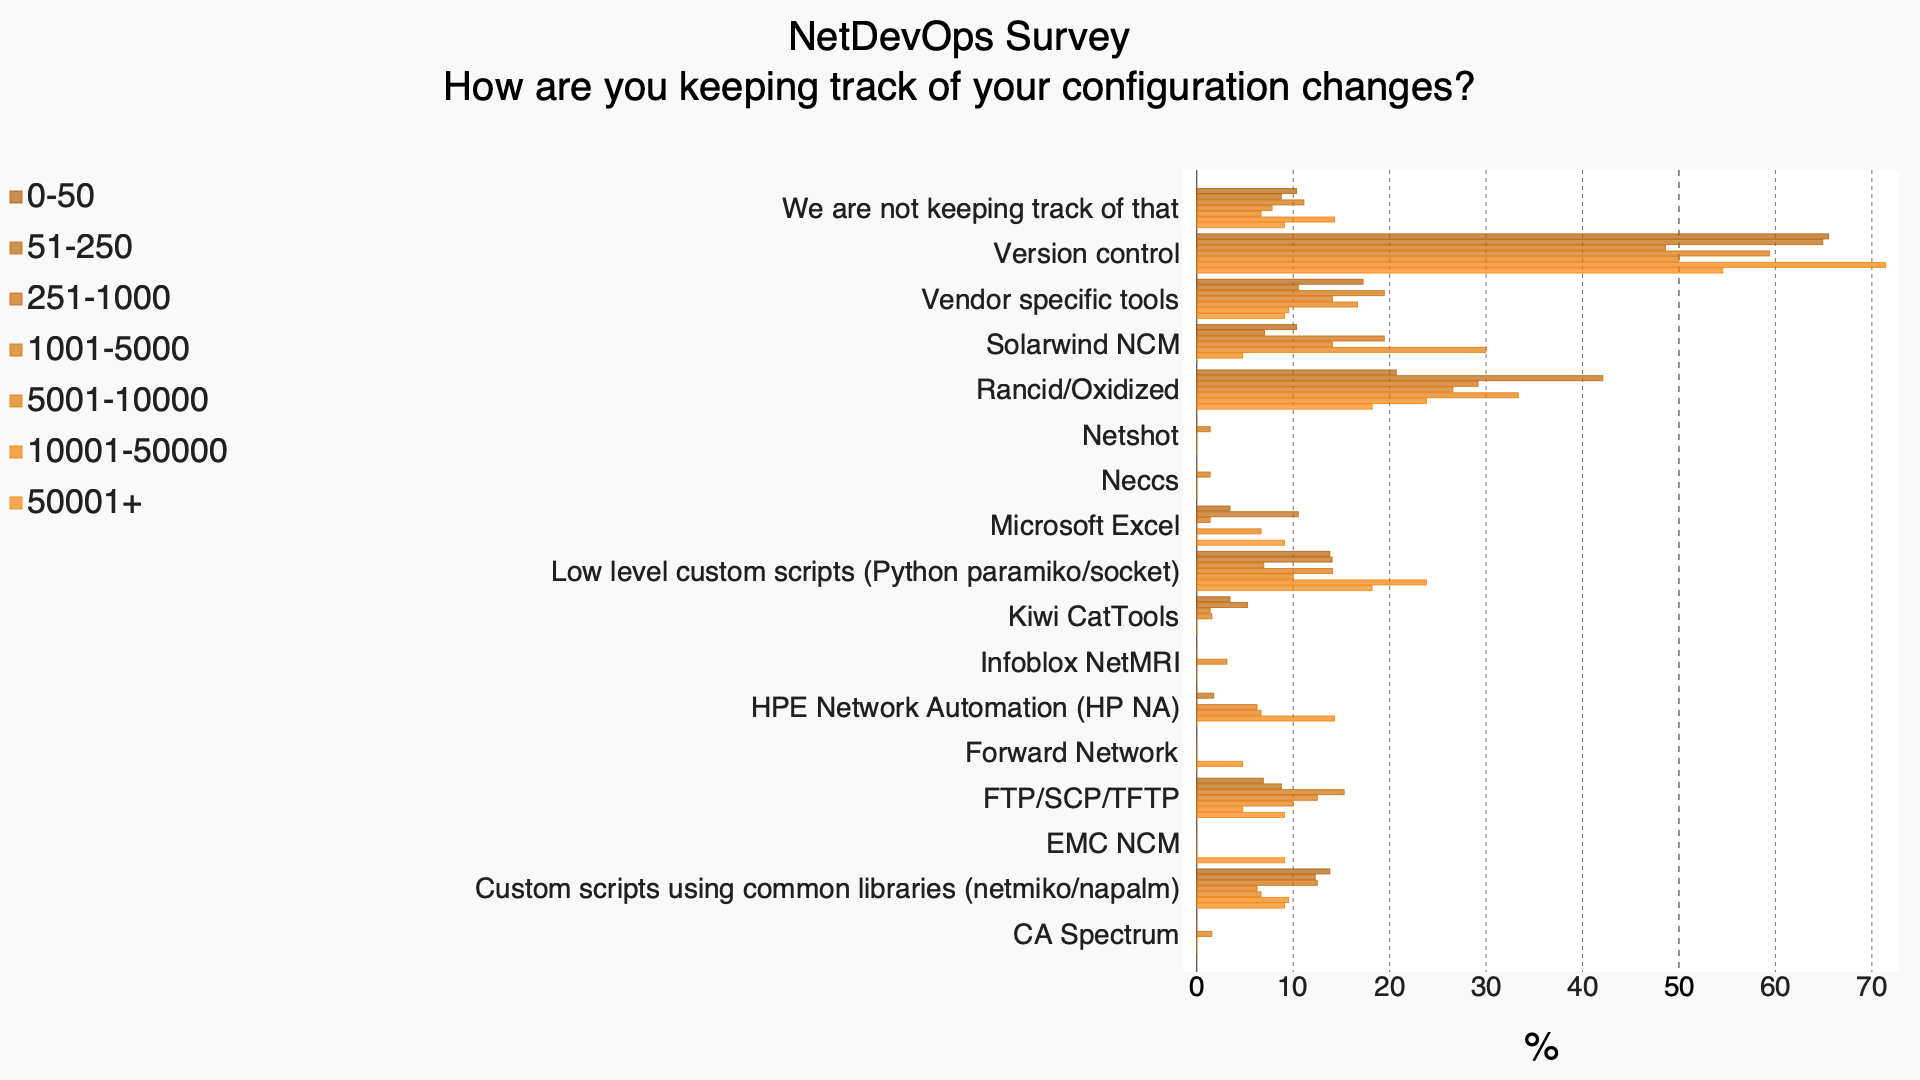 NetDevOps Survey
How are you keeping track of your configuration changes?
0-50
51-250
251-1000
1001-5000
5001-10000
10001-50000
50001+
We are not keeping track of that
Version control
Vendor specific tools
Solarwind NCM
Rancid/Oxidized
Netshot
Neccs
Microsoft Excel
Low level custom scripts (Python paramiko/socket)
Kiwi CatTools
Infoblox NetMRI
HPE Network Automation (HP NA)
Forward Network
FTP/SCP/TFTP
EMC NCM
Custom scripts using common libraries (netmiko/napalm)
CA Spectrum
0 10 20 30 40 50 60 70
%